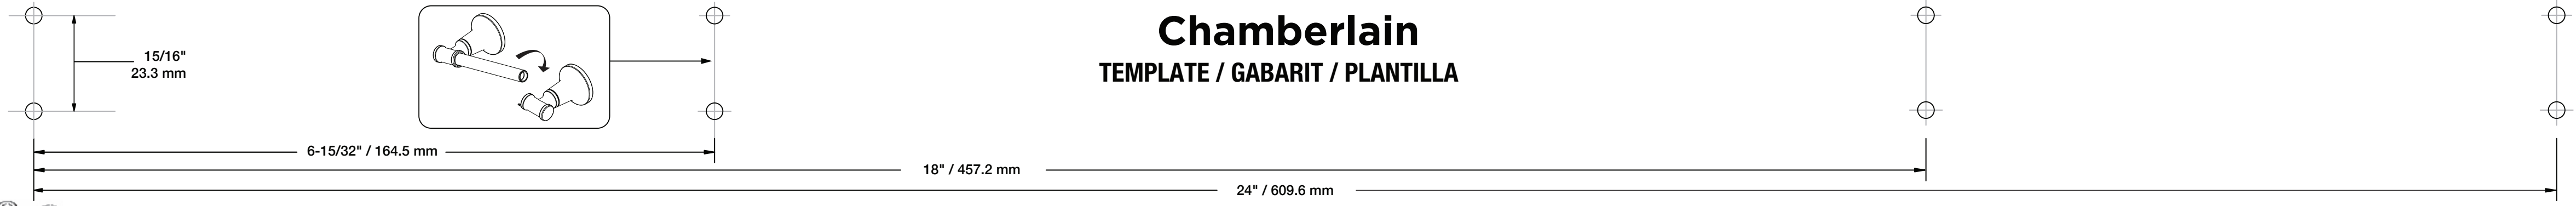 Chamberlain
TEMPLATE / GABARIT / PLANTILLA
15/16"
23.3 mm
6-15/32" / 164.5 mm
18" / 457.2 mm
24" / 609.6 mm